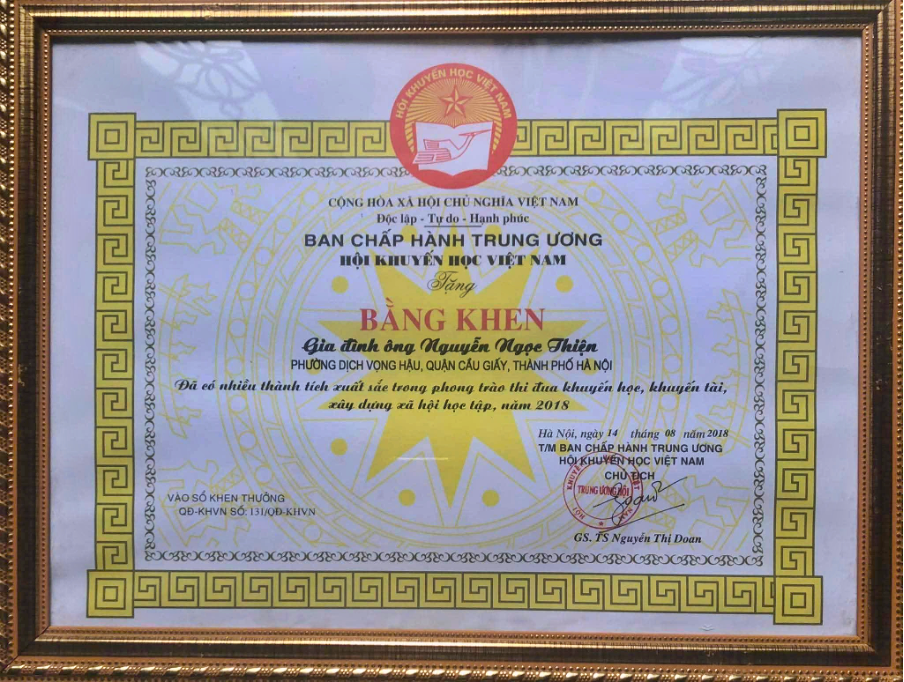 HỘI KHUYẾN HỌC VIỆT NAM
CỘNG HÒA XÃ HỘI CHỦ NGHĨA VIỆT NAM
Độc lập - Tự do - Hạnh phúc
BAN CHẤP HÀNH TRUNG ƯƠNG
HỘI KHUYẾN HỌC VIỆT NAM
Tặng
BẰNG KHEN
Gia đình ông Nguyễn Ngọc Thiện
PHƯỜNG DỊCH VỌNG HẬU, QUẬN CẦU GIẤY, THÀNH PHỐ HÀ NỘI
Đã có nhiều thành tích xuất sắc trong phong trào thi đua khuyến học, khuyến tài,
xây dựng xã hội học tập, năm 2018
Hà Nội, ngày 14 tháng 08 năm 2018
T/M BAN CHẤP HÀNH TRUNG ƯƠNG
HỘI KHUYẾN HỌC VIỆT NAM
CHỦ TỊCH
TRUNG ƯƠNG HỘI
VÀO SỔ KHEN THƯỞNG
QĐ-KHVN SỐ: 131/QĐ-KHVN
GS. TS Nguyễn Thị Doan